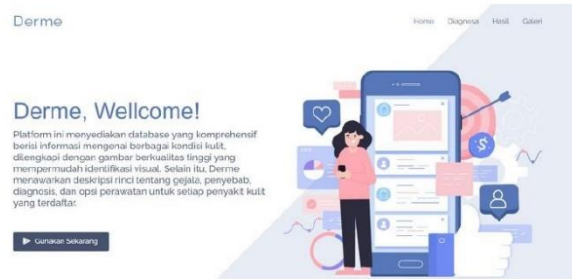 Derme
Home Diagnosa Hasil Galeri
Derme, Wellcome!
Platform ini menyediakan database yang komprehensif
berisi informasi mengenai berbagai kondisi kulit,
dilengkapi dengan gambar berkualitas tinggi yang
mempermudah identifikasi visual. Selain itu, Derme
menawarkan deskripsi rinci tentang gejala, penyebab,
diagnosis, dan opsi perawatan untuk setiap penyakit kulit
yang terdaftar.
Gunakan Sekarang
$